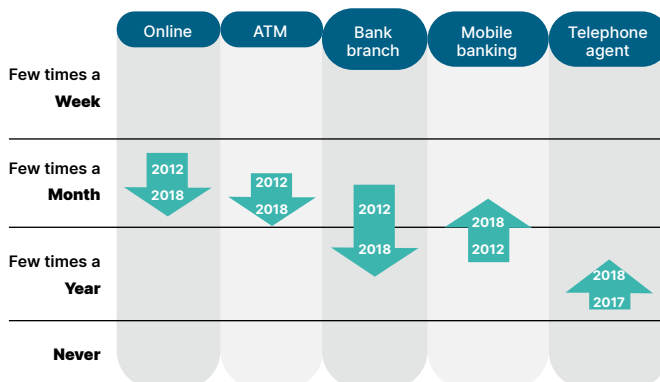 Online
ATM
Bank
branch
Mobile
banking
Telephone
agent
Few times a
Week
Few times a
Month
2012
2018
2012
2018
2012
2018
2018
2012
Few times a
Year
2018
2017
Never